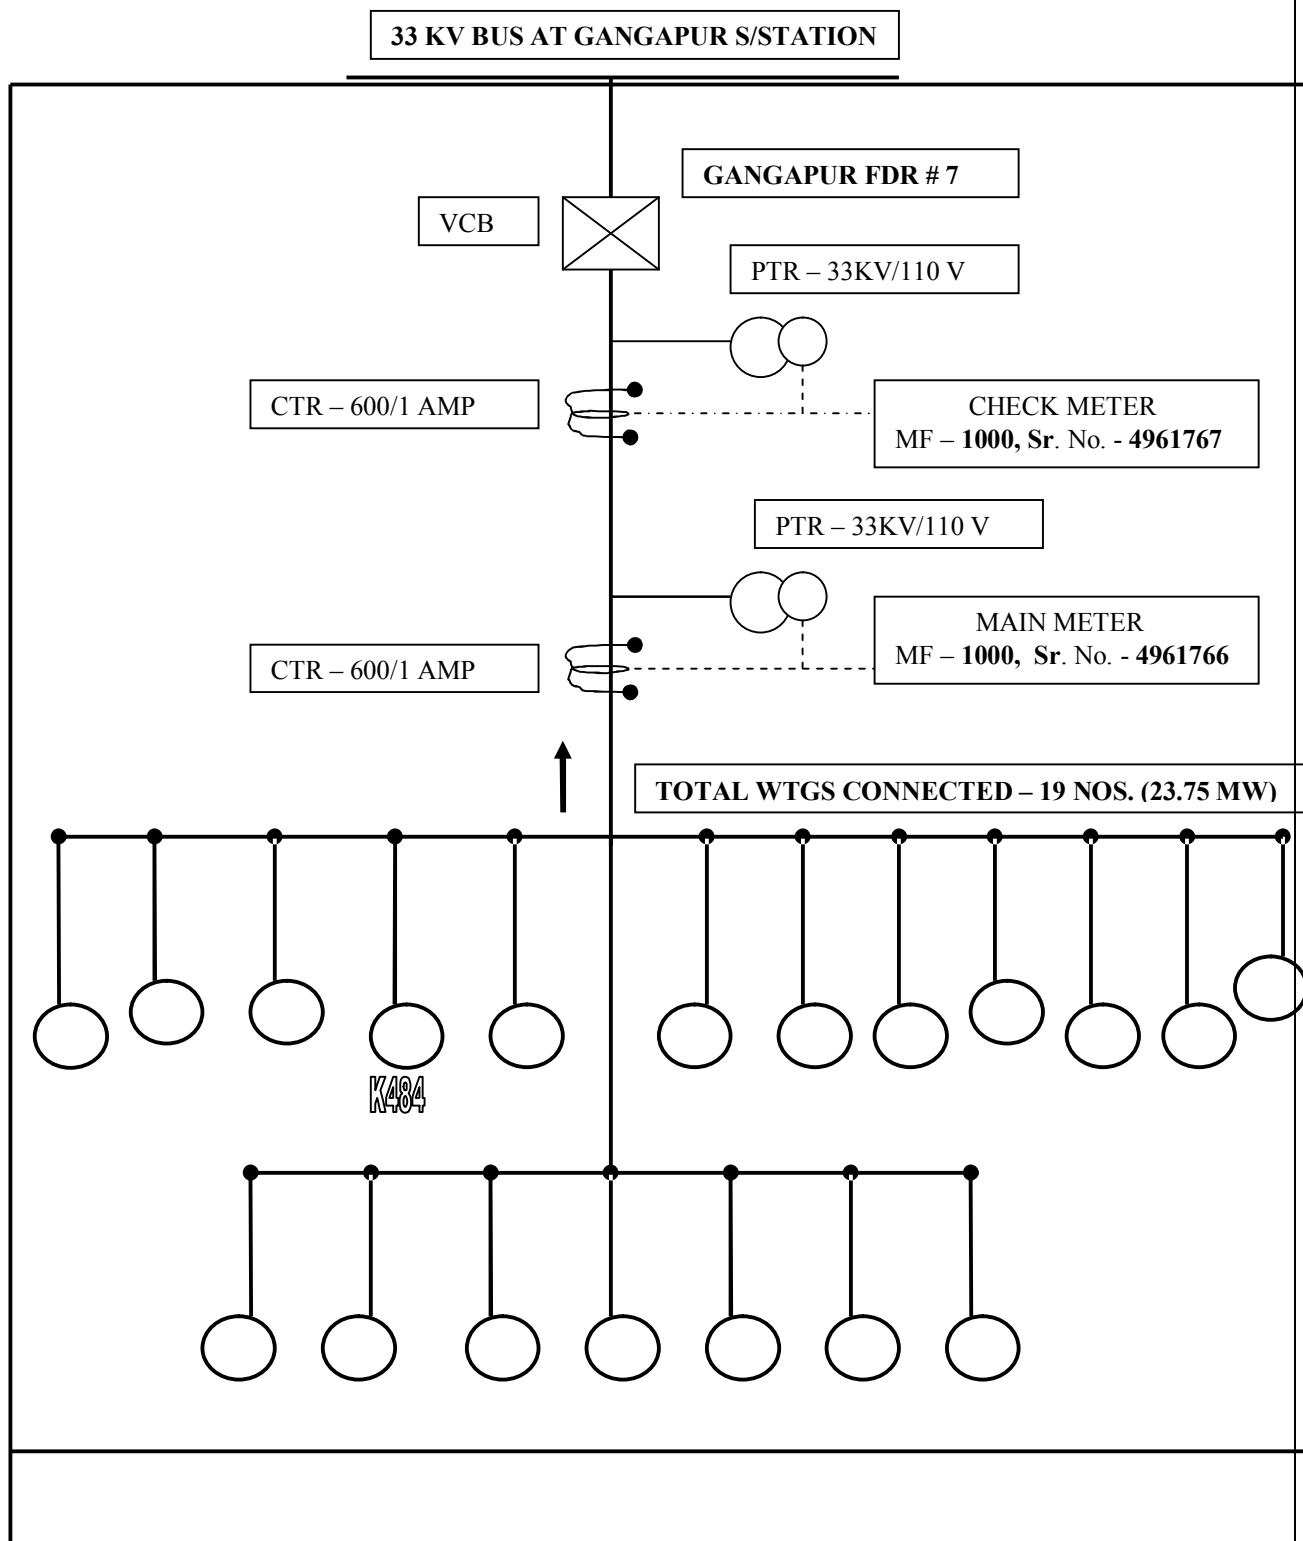 33 KV BUS AT GANGAPUR S/STATION
GANGAPUR FDR # 7
VCB
PTR – 33KV/110 V
CTR – 600/1 AMP
CHECK METER
MF – 1000, Sr. No. - 4961767
PTR – 33KV/110 V
MAIN METER
MF – 1000, Sr. No. - 4961766
CTR – 600/1 AMP
TOTAL WTGS CONNECTED – 19 NOS. (23.75 MW)
K484